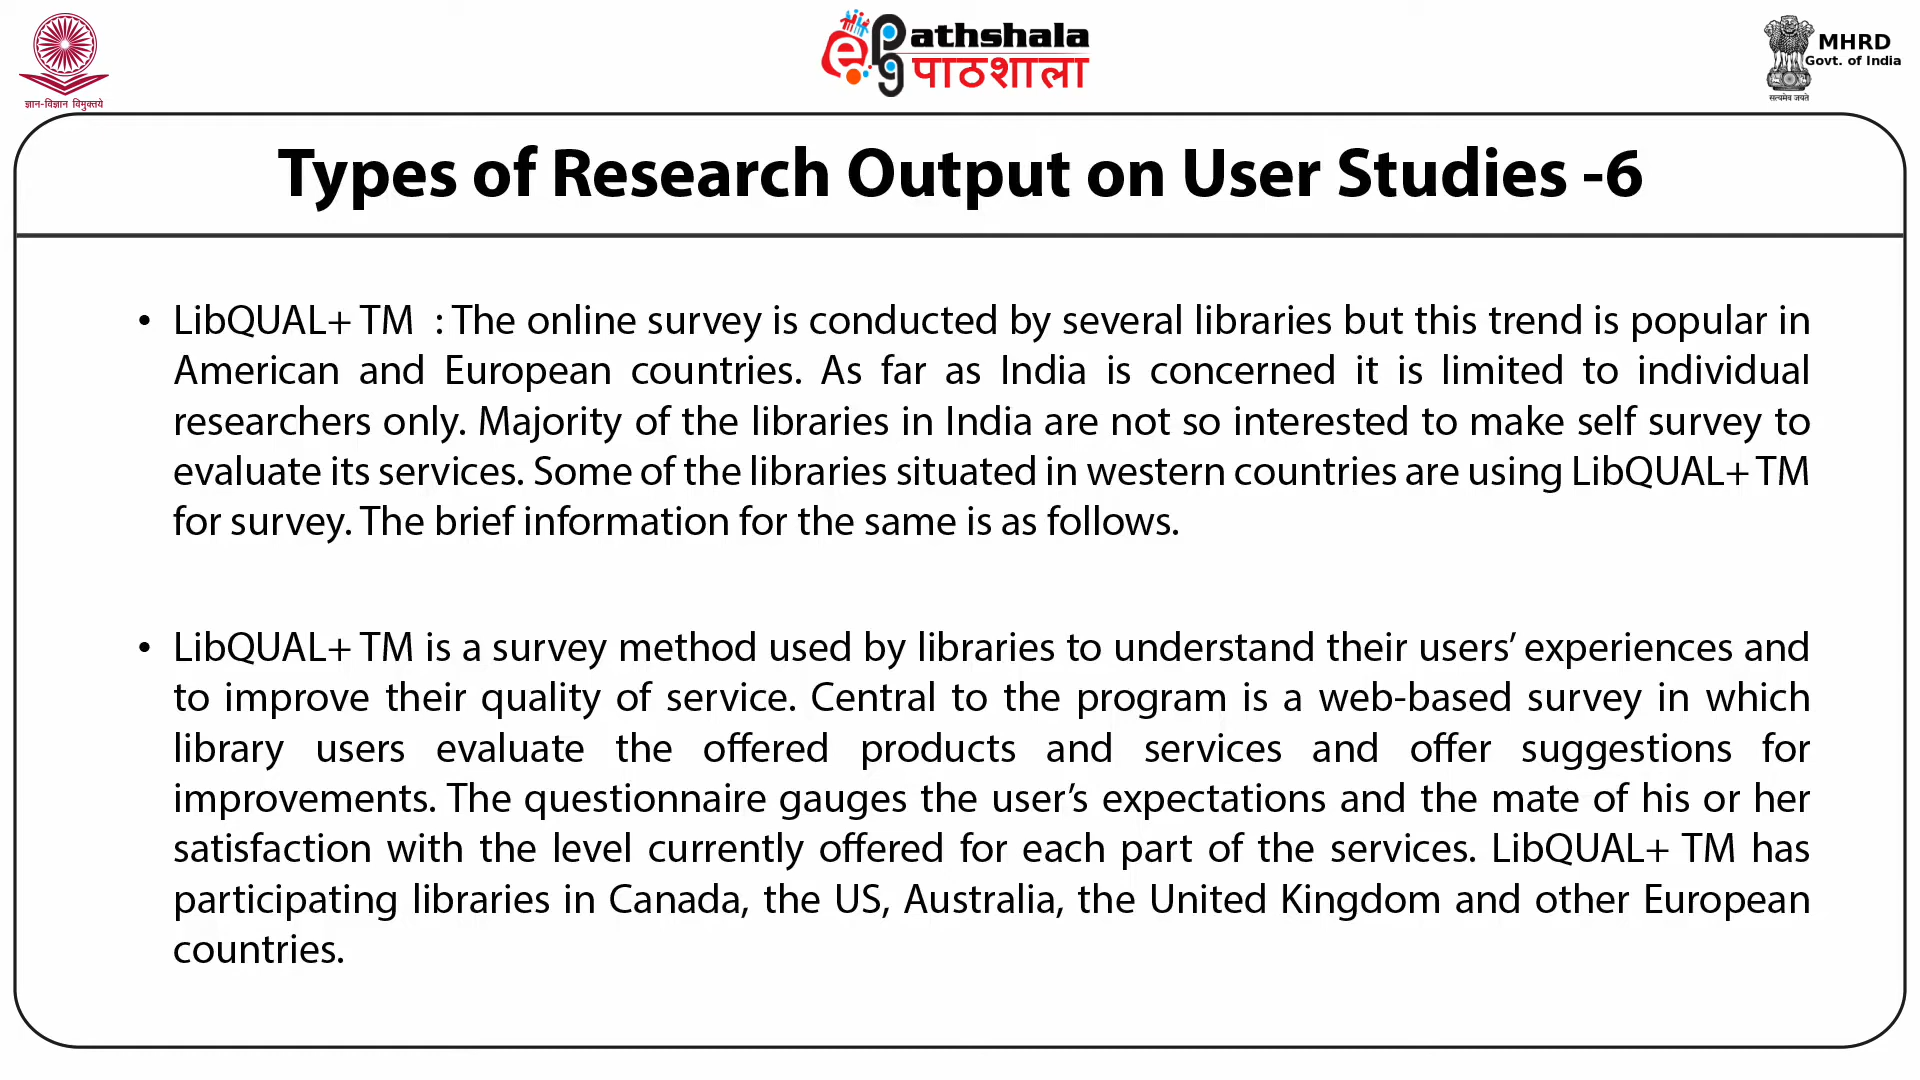 ज्ञान-विज्ञान विमुक्तये
ePathshala
पाठशाला
MHRD
Govt. of India
सत्यमेव जयते
Types of Research Output on User Studies -6
• LibQUAL+ TM : The online survey is conducted by several libraries but this trend is popular in
American and European countries. As far as India is concerned it is limited to individual
researchers only. Majority of the libraries in India are not so interested to make self survey to
evaluate its services. Some of the libraries situated in western countries are using LibQUAL+ TM
for survey. The brief information for the same is as follows.
• LibQUAL+ TM is a survey method used by libraries to understand their users’ experiences and
to improve their quality of service. Central to the program is a web-based survey in which
library users evaluate the offered products and services and offer suggestions for
improvements. The questionnaire gauges the user’s expectations and the mate of his or her
satisfaction with the level currently offered for each part of the services. LibQUAL+ TM has
participating libraries in Canada, the US, Australia, the United Kingdom and other European
countries.